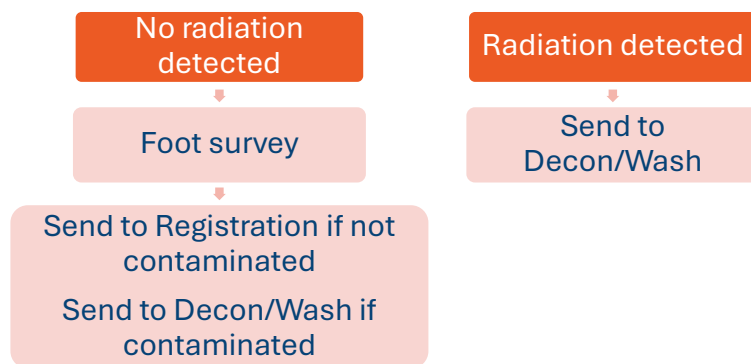 No radiation
detected
Foot survey
Send to Registration if not
contaminated
Send to Decon/Wash if
contaminated
Radiation detected
Send to
Decon/Wash